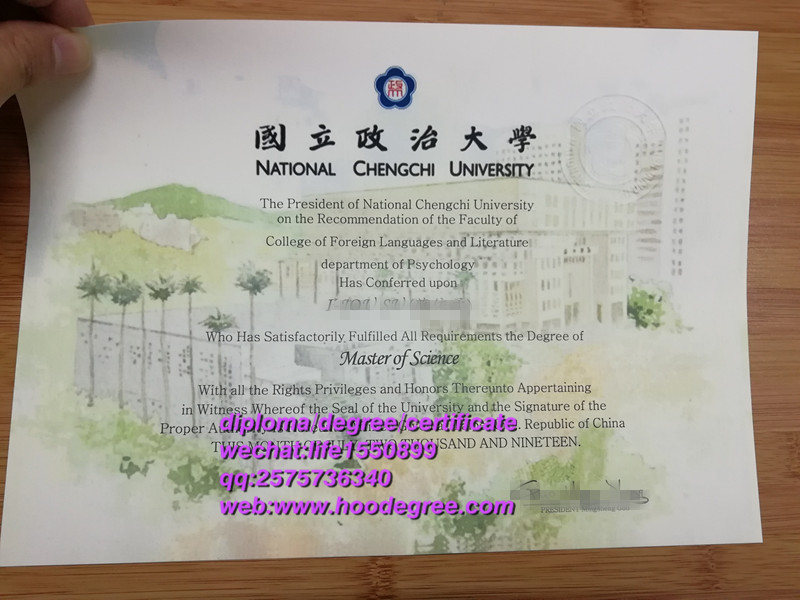 國立政治大學
NATIONAL CHENGCHI UNIVERSITY
The President of National Chengchi University
on the Recommendation of the Faculty of
College of Foreign Languages and Literature
department of Psychology
Has Conferred upon
Who Has Satisfactorily Fulfilled All Requirements the Degree of
Master of Science
With all the Rights Privileges and Honors Thereunto Appertaining
in Witness Whereof the Seal of the University and the Signature of the
Proper Republic of China
diploma/degree/certificate
TWO THOUSAND AND NINETEEN.
wechat:life1550899
qq:2575736340
web:www.hoodegree.com
PRESIDENT